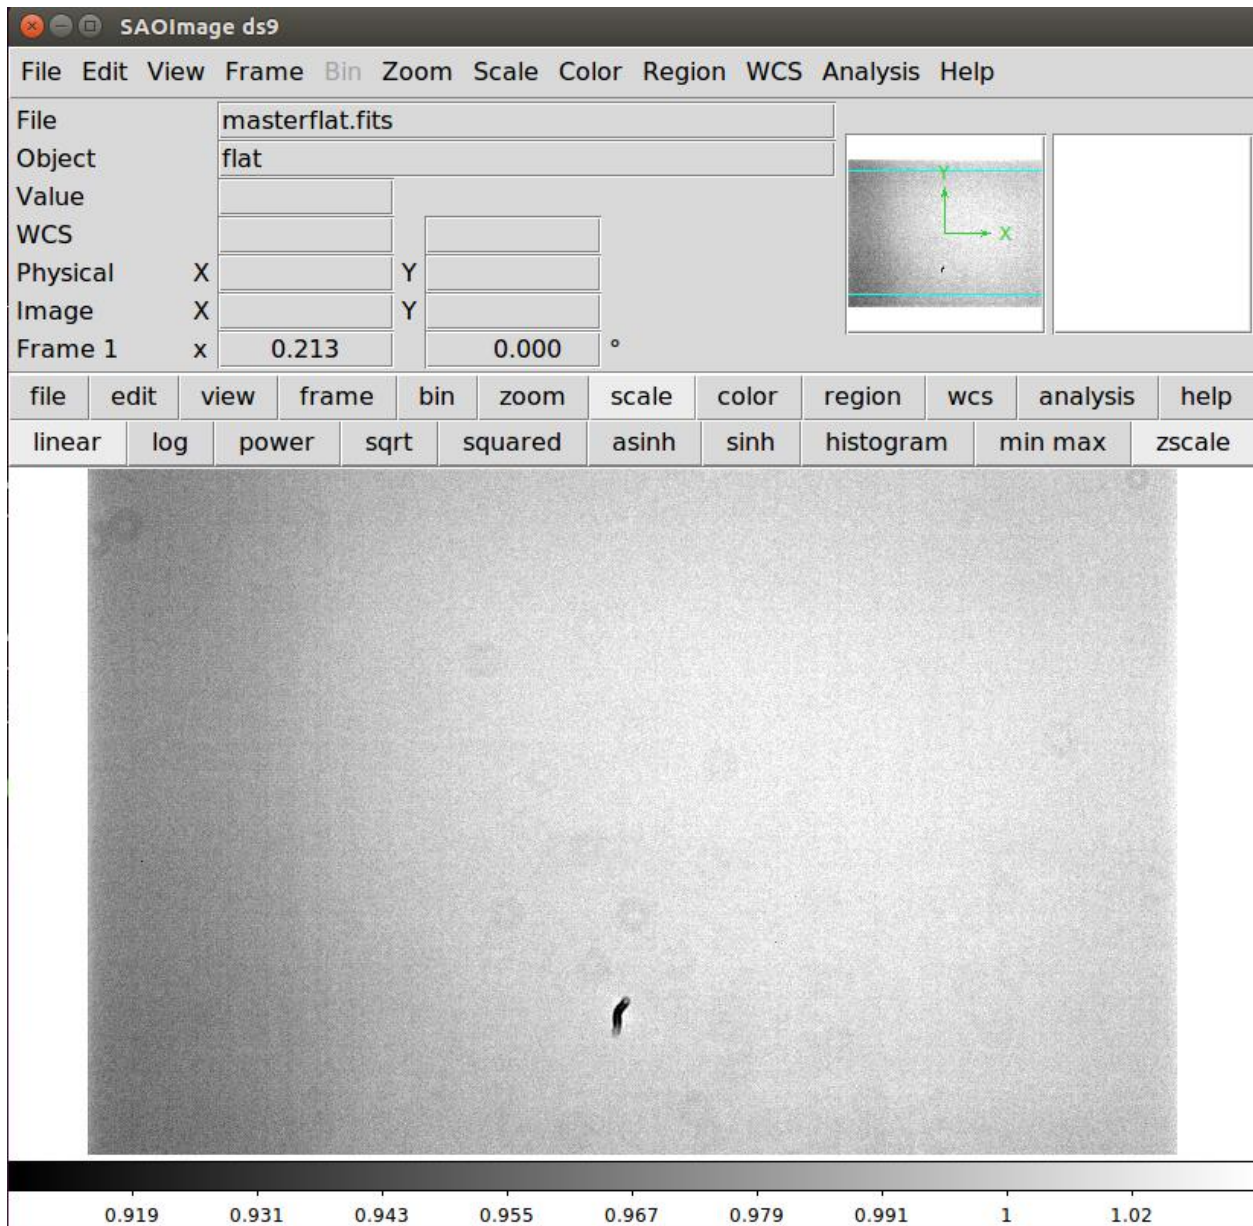 SAOImage ds9
File Edit View Frame Bin Zoom Scale Color Region WCS Analysis Help
File masterflat.fits
Object flat
Value
WCS
Physical X Y
Image X Y
Frame 1 x 0.213 0.000 °
Y
X
file edit view frame bin zoom scale color region wcs analysis help
linear log power sqrt squared asinh sinh histogram min max zscale
0.919 0.931 0.943 0.955 0.967 0.979 0.991 1 1.02